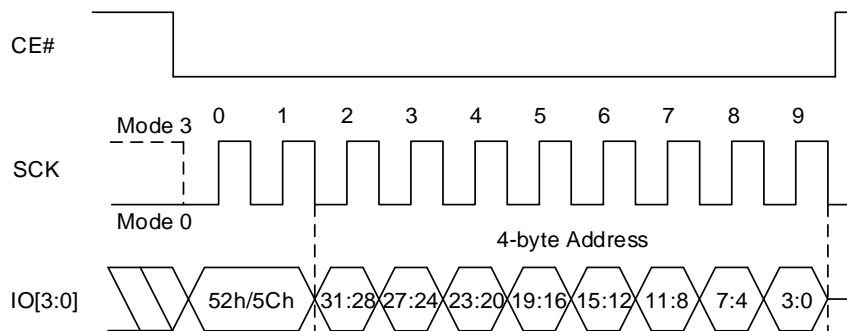 CE#
Mode 3
0 1 2 3 4 5 6 7 8 9
SCK
Mode 0
4-byte Address
IO[3:0]
52h/5Ch 31:28 27:24 23:20 19:16 15:12 11:8 7:4 3:0